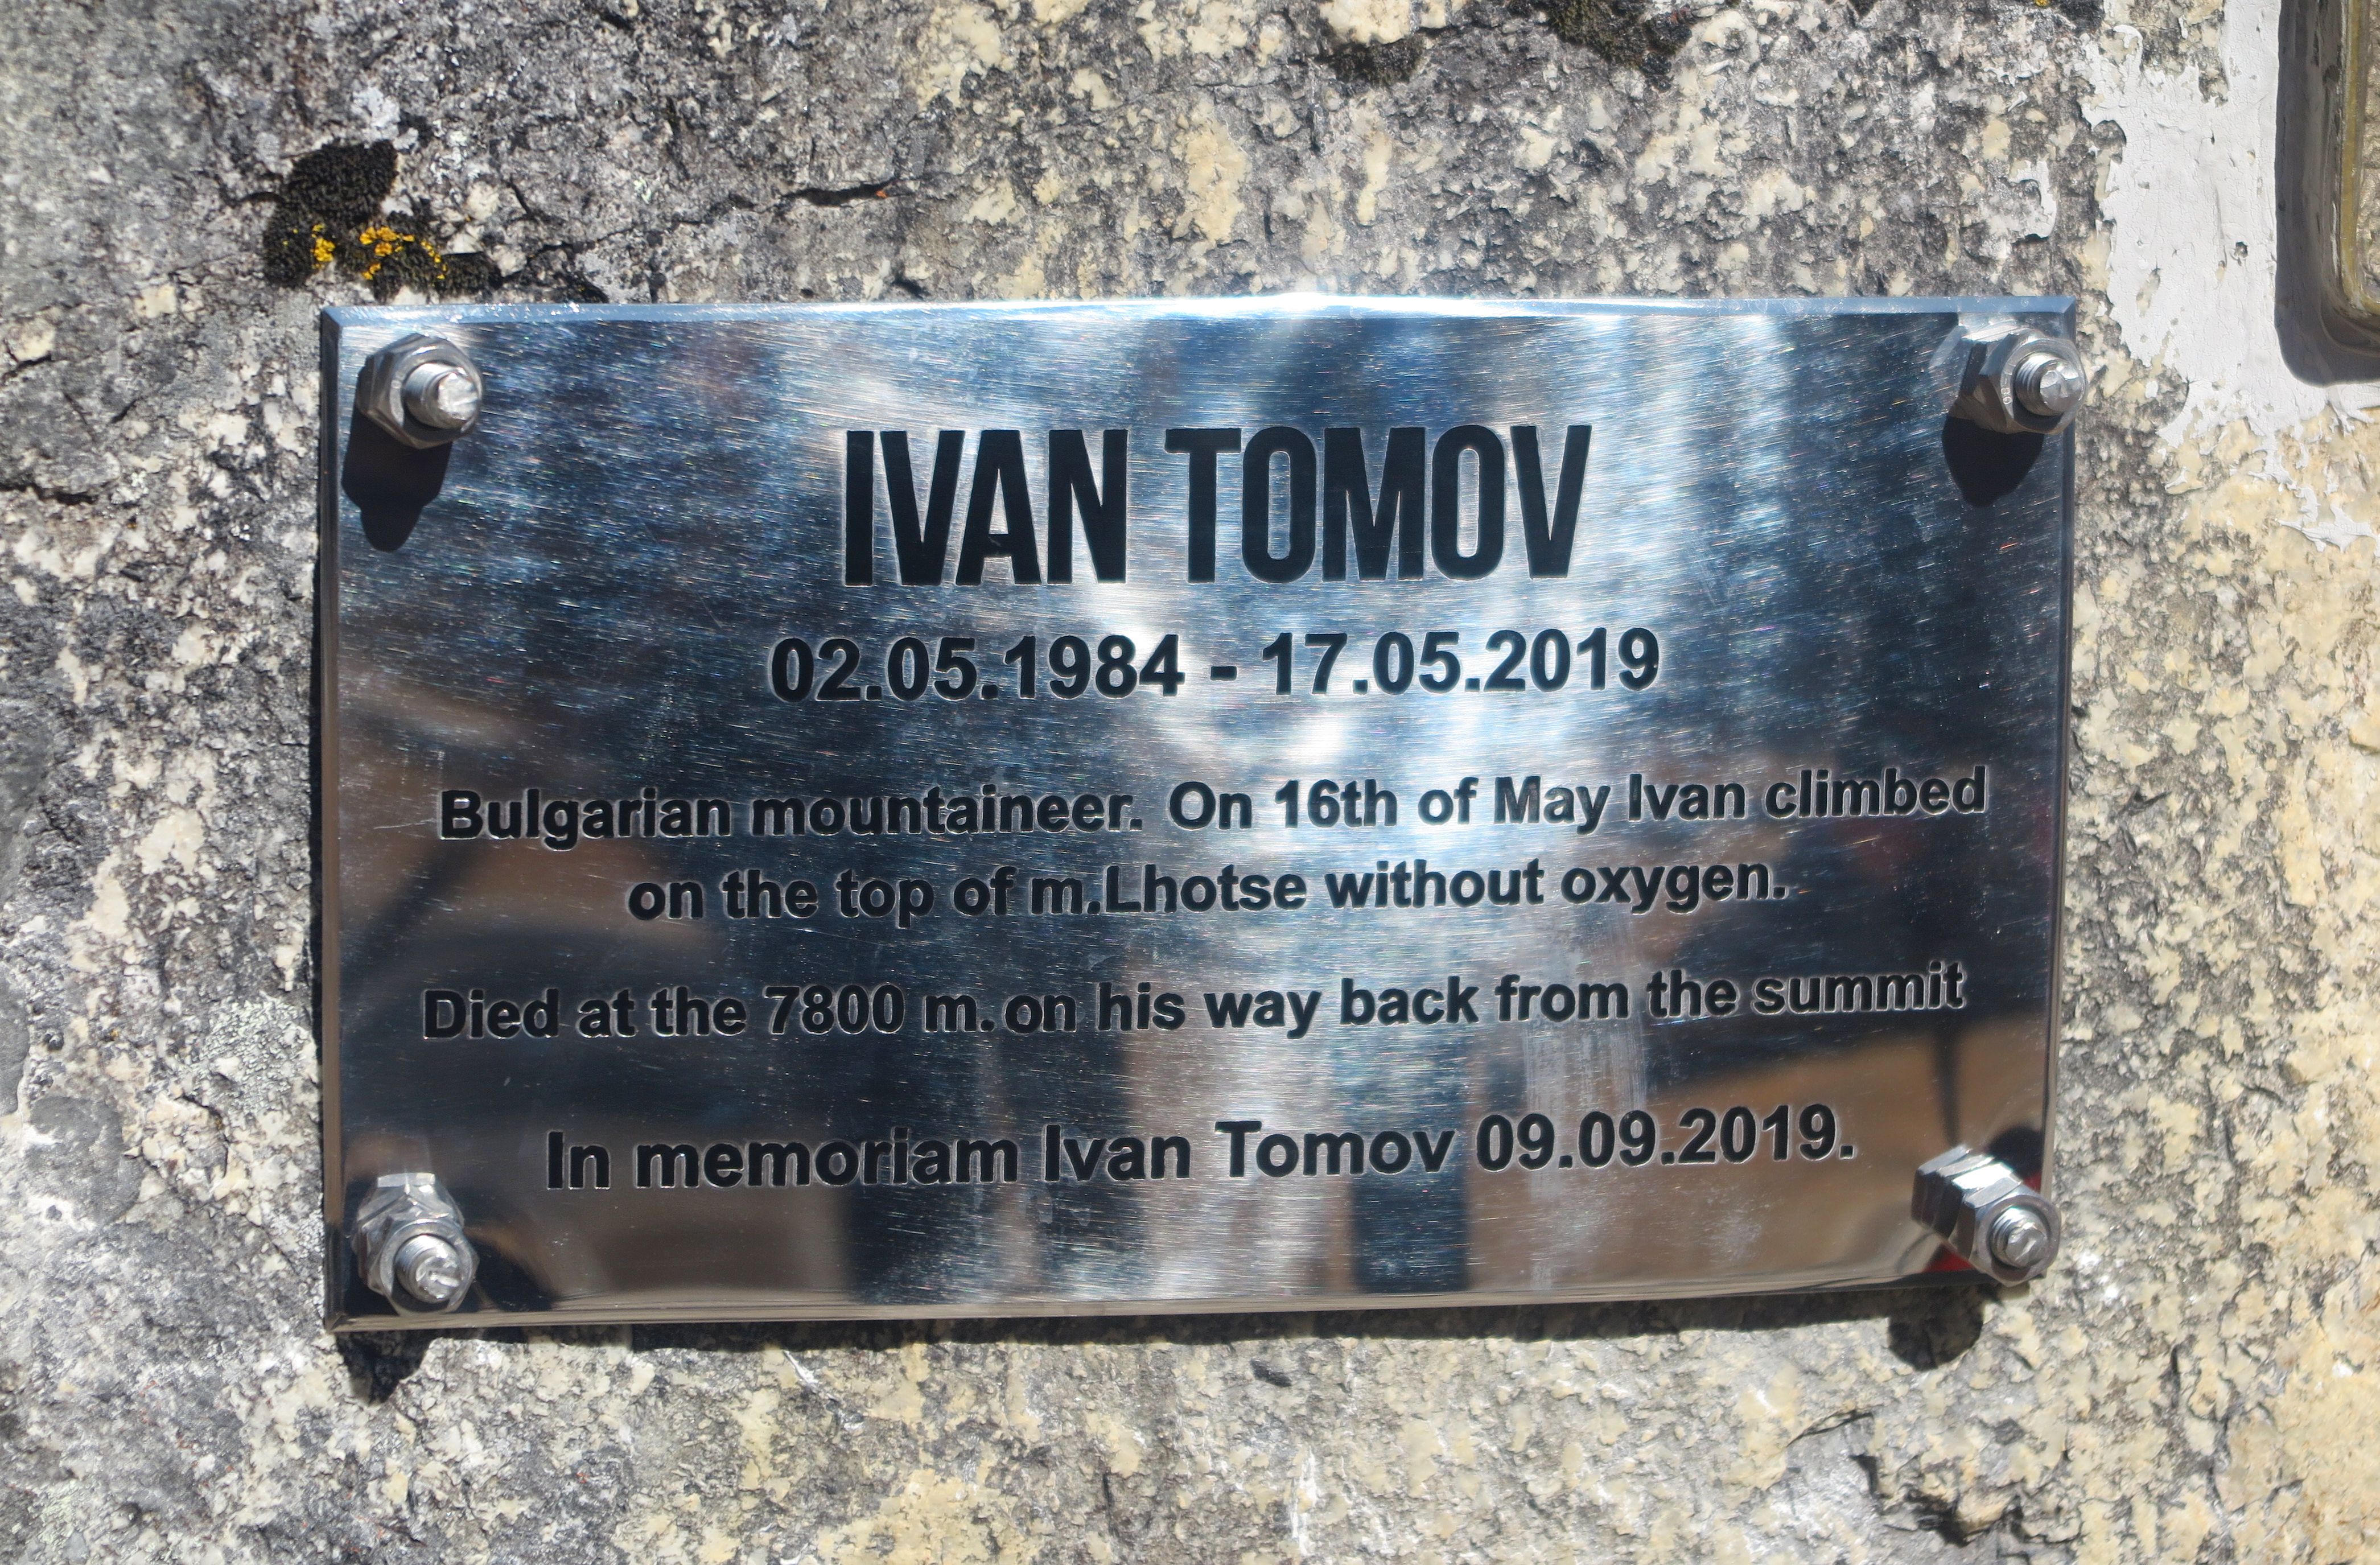 IVAN TOMOV
02.05.1984 - 17.05.2019
Bulgarian mountaineer. On 16th of May Ivan climbed
on the top of m.Lhotse without oxygen.
Died at the 7800 m. on his way back from the summit
In memoriam Ivan Tomov 09.09.2019.